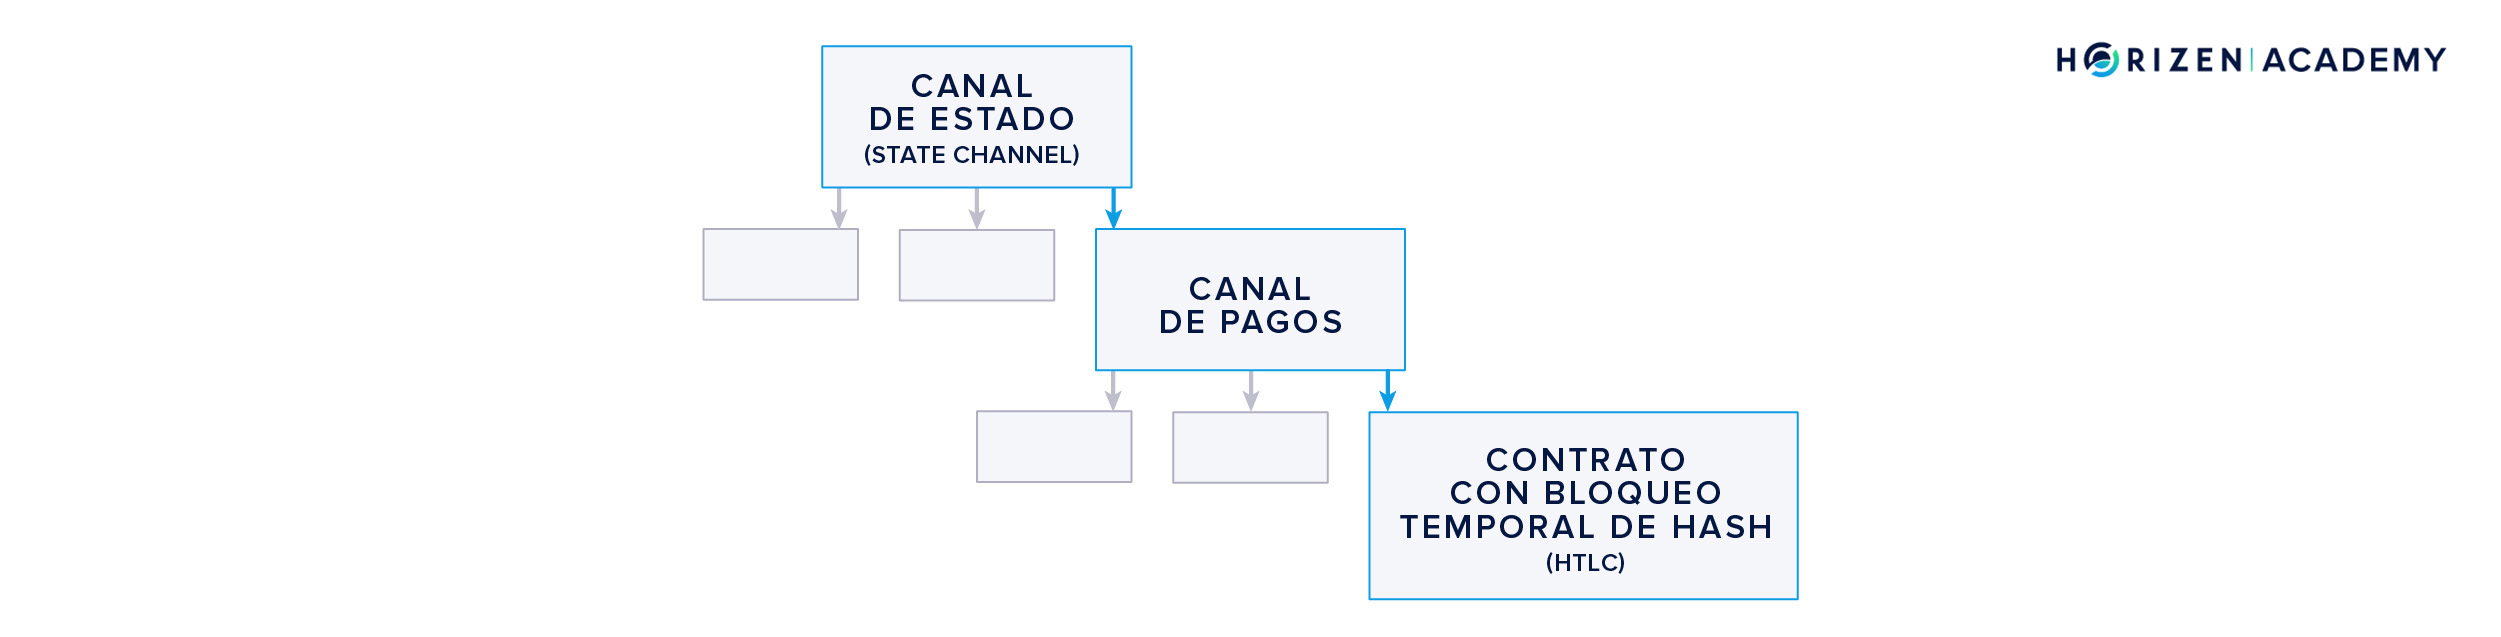 HORIZEN | ACADEMY
CANAL
DE ESTADO
(STATE CHANNEL)
CANAL
DE PAGOS
CONTRATO
CON BLOQUEO
TEMPORAL DE HASH
(HTLC)